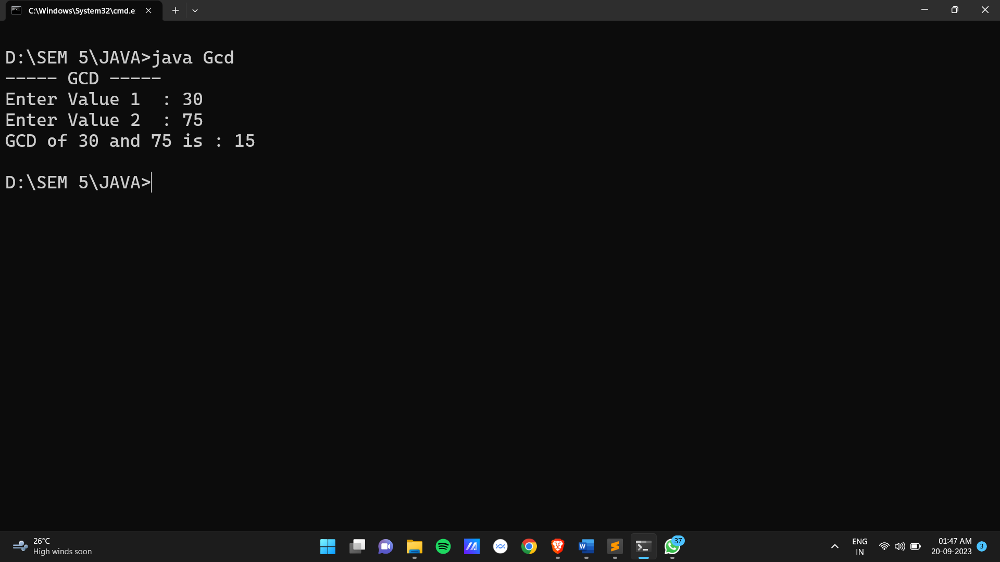 C:\Windows\System32\cmd.e
D:\SEM 5\JAVA>java Gcd
----- GCD -----
Enter Value 1  : 30
Enter Value 2  : 75
GCD of 30 and 75 is : 15
D:\SEM 5\JAVA>
26°C
High winds soon
W
37
ENG
IN
01:47 AM
20-09-2023
3